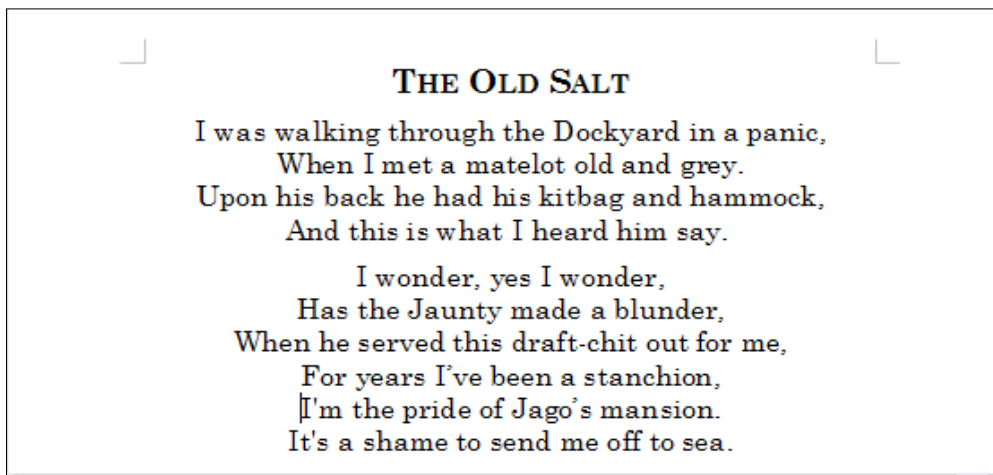 THE OLD SALT
I was walking through the Dockyard in a panic,
When I met a matelot old and grey.
Upon his back he had his kitbag and hammock,
And this is what I heard him say.
I wonder, yes I wonder,
Has the Jaunty made a blunder,
When he served this draft-chit out for me,
For years I’ve been a stanchion,
I'm the pride of Jago’s mansion.
It's a shame to send me off to sea.